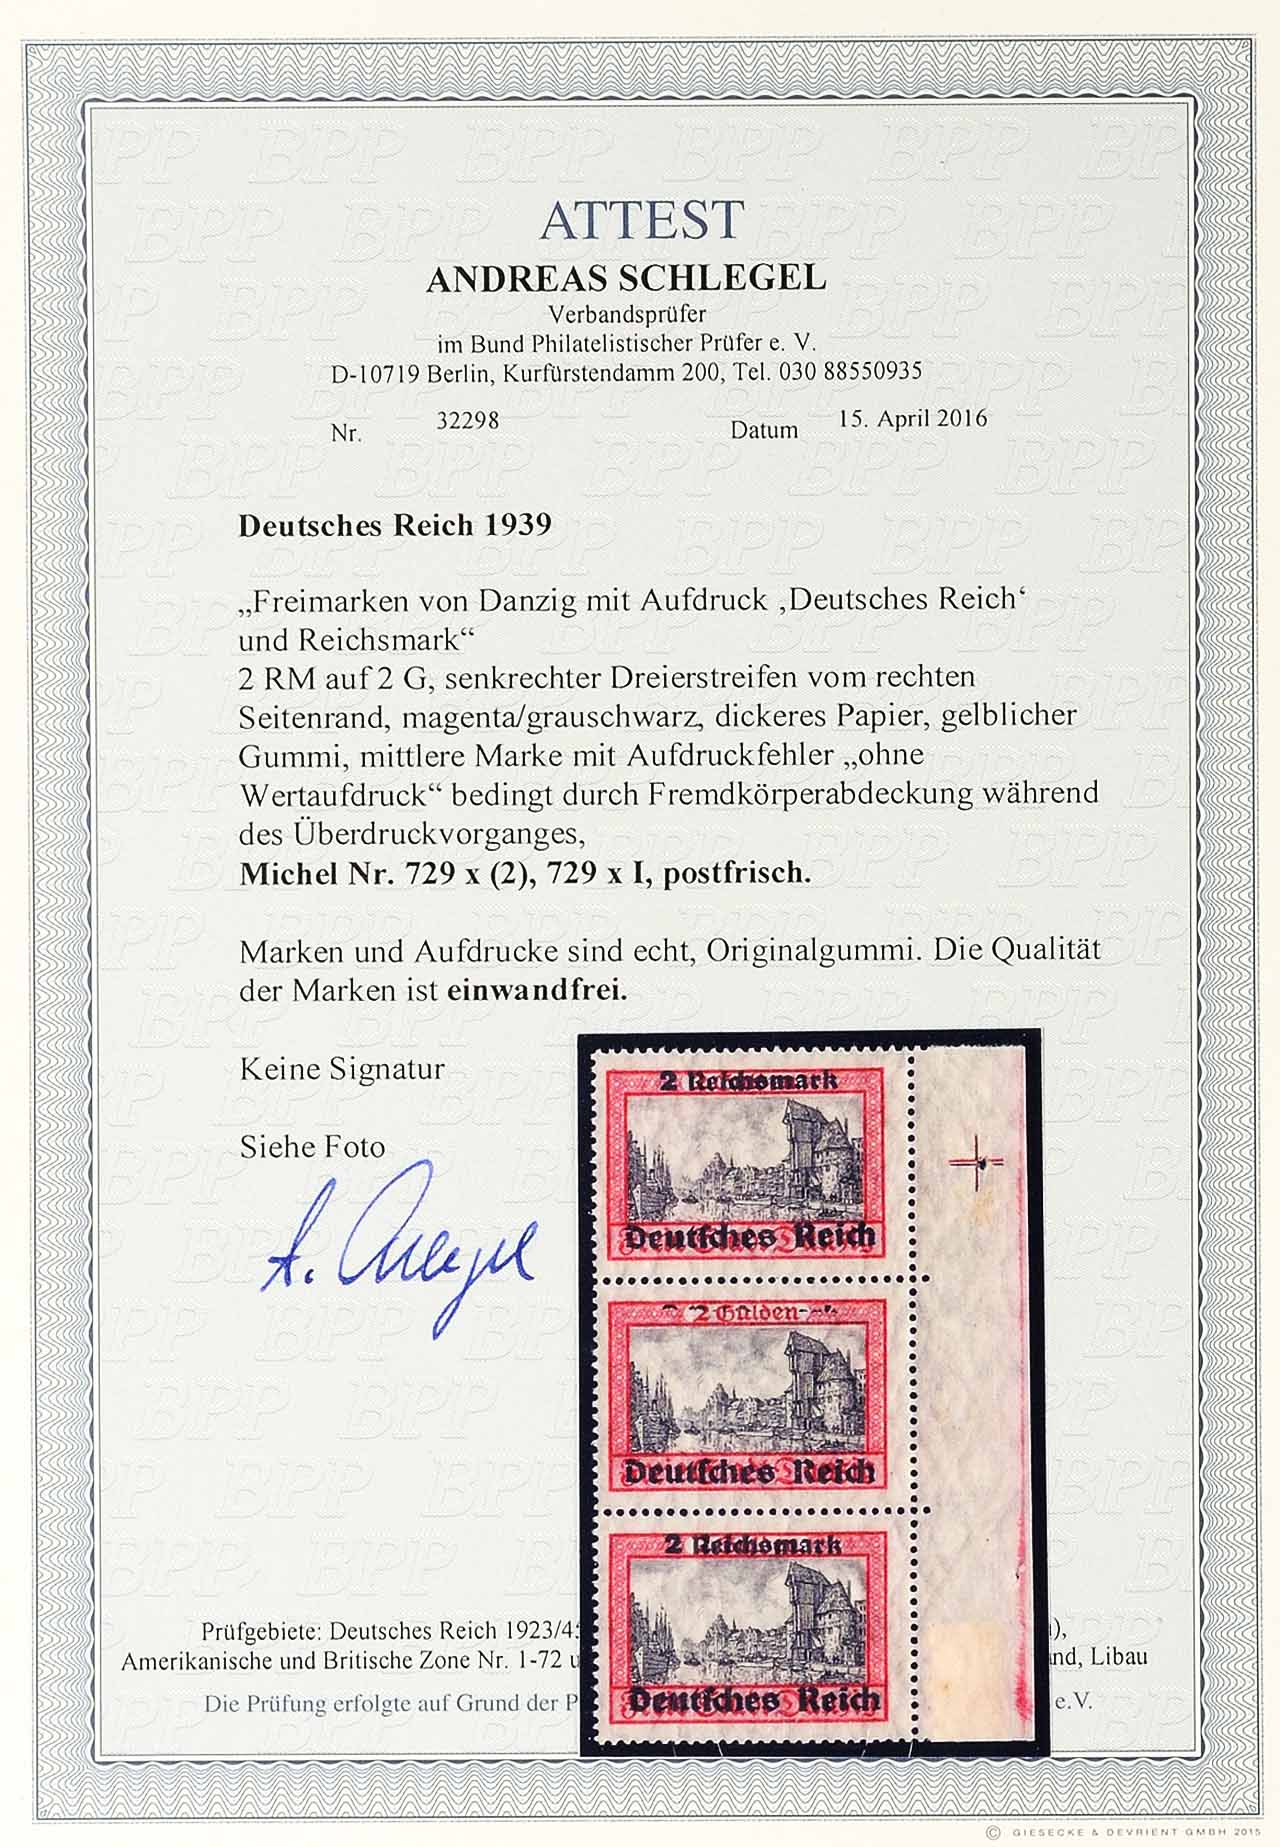 ATTEST
ANDREAS SCHLEGEL
Verbandsprüfer
im Bund Philatelistischer Prüfer e. V.
D-10719 Berlin, Kurfürstendamm 200, Tel. 030 88550935
Nr. 32298 Datum 15. April 2016
Deutsches Reich 1939
„Freimarken von Danzig mit Aufdruck ‚Deutsches Reich‘
und Reichsmark“
2 RM auf 2 G, senkrechter Dreierstreifen vom rechten
Seitenrand, magenta/grauschwarz, dickeres Papier, gelblicher
Gummi, mittlere Marke mit Aufdruckfehler „ohne
Wertaufdruck“ bedingt durch Fremdkörperabdeckung während
des Überdruckvorganges,
Michel Nr. 729 x (2), 729 x I, postfrisch.
Marken und Aufdrucke sind echt, Originalgummi. Die Qualität
der Marken ist einwandfrei.
Keine Signatur
Siehe Foto
A. Schlegel
2 Reichsmark
Deutsches Reich
2 Gulden
Deutsches Reich
2 Reichsmark
Deutsches Reich
Prüfgebiete: Deutsches Reich 1923/4
Amerikanische und Britische Zone Nr. 1-72 Libau
Die Prüfung erfolgte auf Grund der e.V.
© GIESECKE & DEVRIENT GMBH 2015